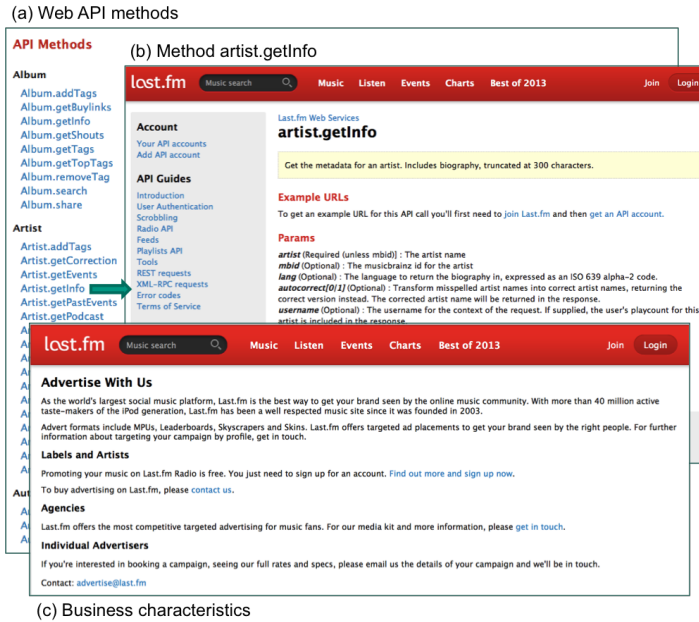 (a) Web API methods
API Methods
Album
Album.addTags
Album.getBuylinks
Album.getInfo
Album.getShouts
Album.getTags
Album.getTopTags
Album.removeTag
Album.search
Album.share
Artist
Artist.addTags
Artist.getCorrection
Artist.getEvents
Artist.getInfo
Artist.getPastEvents
Artist.getPodcast
(b) Method artist.getInfo
last.fm Music search Music Listen Events Charts Best of 2013 Join Login
Account
Your API accounts
Add API account
API Guides
Introduction
User Authentication
Scrobbling
Radio API
Feeds
Playlists API
Tools
REST requests
XML-RPC requests
Error codes
Terms of Service
Last.fm Web Services
artist.getInfo
Get the metadata for an artist. Includes biography, truncated at 300 characters.
Example URLs
To get an example URL for this API call you'll first need to join Last.fm and then get an API account.
Params
artist (Required (unless mbid)] : The artist name
mbid (Optional) : The musicbrainz id for the artist
lang (Optional) : The language to return the biography in, expressed as an ISO 639 alpha-2 code.
autocorrect[0|1] (Optional) : Transform misspelled artist names into correct artist names, returning the
correct version instead. The corrected artist name will be returned in the response.
username (Optional) : The username for the context of the request. If supplied, the user's playcount for this
artist is included in the response.
last.fm Music search Music Listen Events Charts Best of 2013 Join Login
Advertise With Us
As the world's largest social music platform, Last.fm is the best way to get your brand seen by the online music community. With more than 40 million active
taste-makers of the iPod generation, Last.fm has been a well respected music site since it was founded in 2003.
Advert formats include MPUs, Leaderboards, Skyscrapers and Skins. Last.fm offers targeted ad placements to get your brand seen by the right people. For further
information about targeting your campaign by profile, get in touch.
Labels and Artists
Promoting your music on Last.fm Radio is free. You just need to sign up for an account. Find out more and sign up now.
To buy advertising on Last.fm, please contact us.
Agencies
Last.fm offers the most competitive targeted advertising for music fans. For our media kit and more information, please get in touch.
Individual Advertisers
If you're interested in booking a campaign, seeing our full rates and specs, please email us the details of your campaign and we'll be in touch.
Contact: advertise@last.fm
(c) Business characteristics